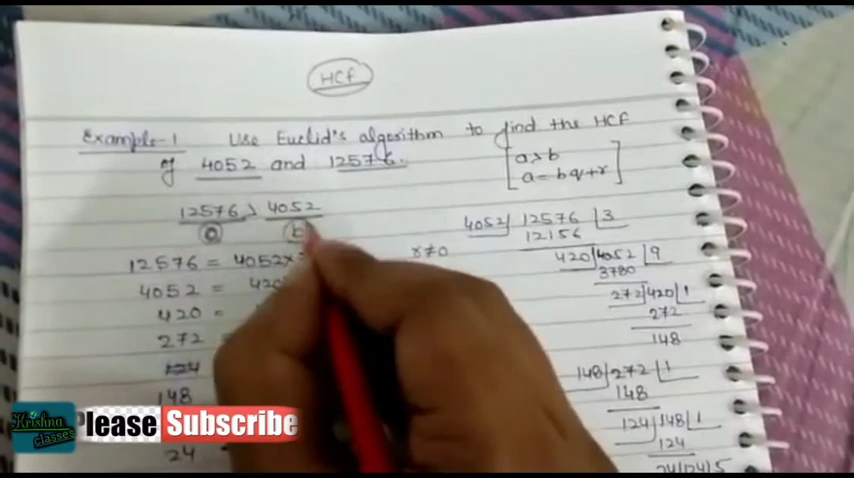 HCF
Example-1 Use Euclid's algorithm to find the HCF
of 4052 and 12576.
[a>b
a=bq+r]
12576 > 4052
a b
12576 = 4052×
4052 = 420
420 =
272
124
148
24
r≠0
4052) 12576 (3
12156
420) 4052 (9
3780
272) 420 (1
272
148
148) 272 (1
148
124) 148 (1
124
24) 124 (5
Krishna
classes
Please Subscribe